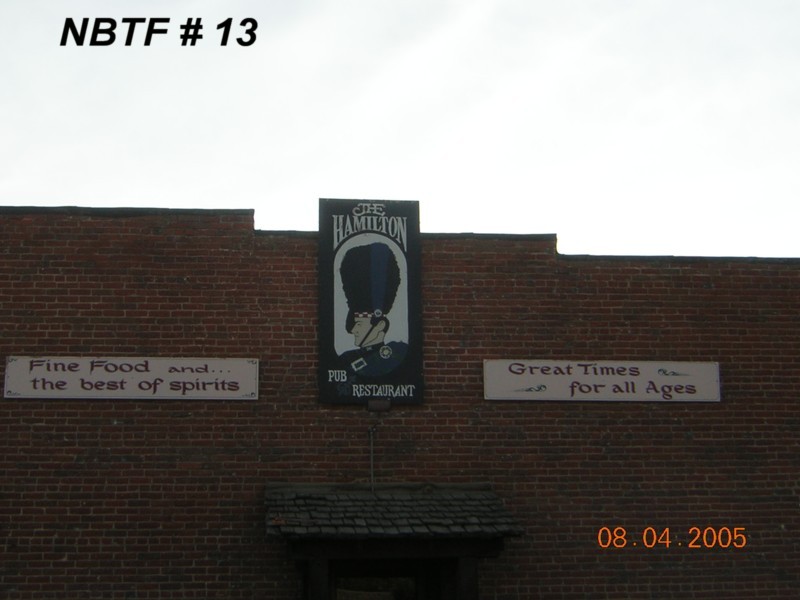 NBTF # 13
THE
HAMILTON
PUB
RESTAURANT
Fine Food and...
the best of spirits
Great Times
for all Ages
08.04.2005